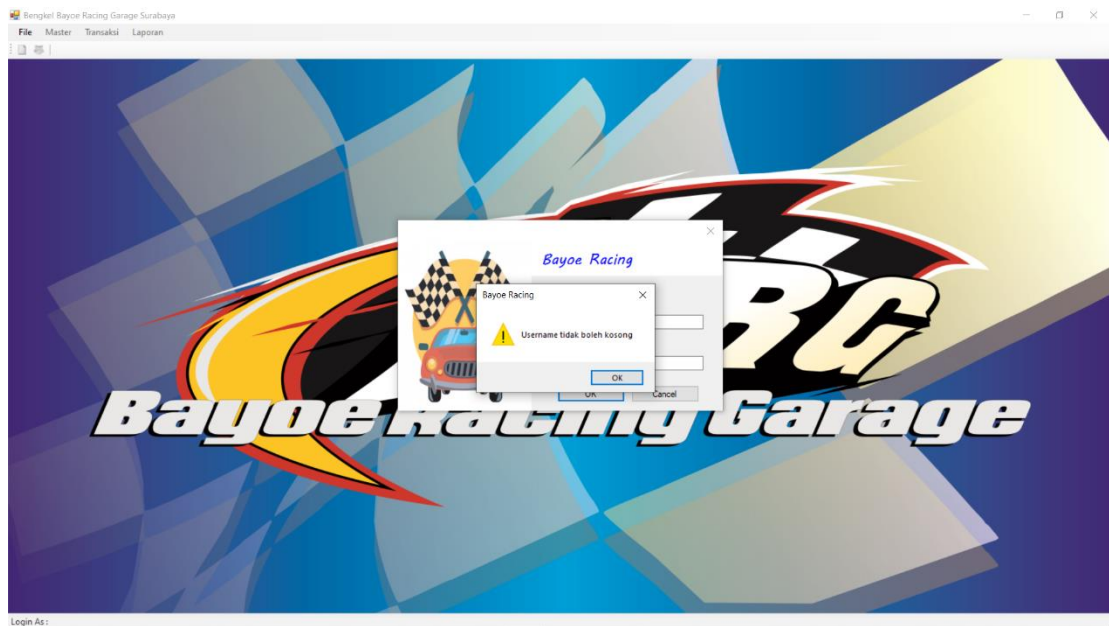 Bengkel Bayoe Racing Garage Surabaya
File Master Transaksi Laporan
Bayoe Racing
Bayoe Racing
Username tidak boleh kosong
OK
OK Cancel
RG
Bayoe Racing Garage
Login As :